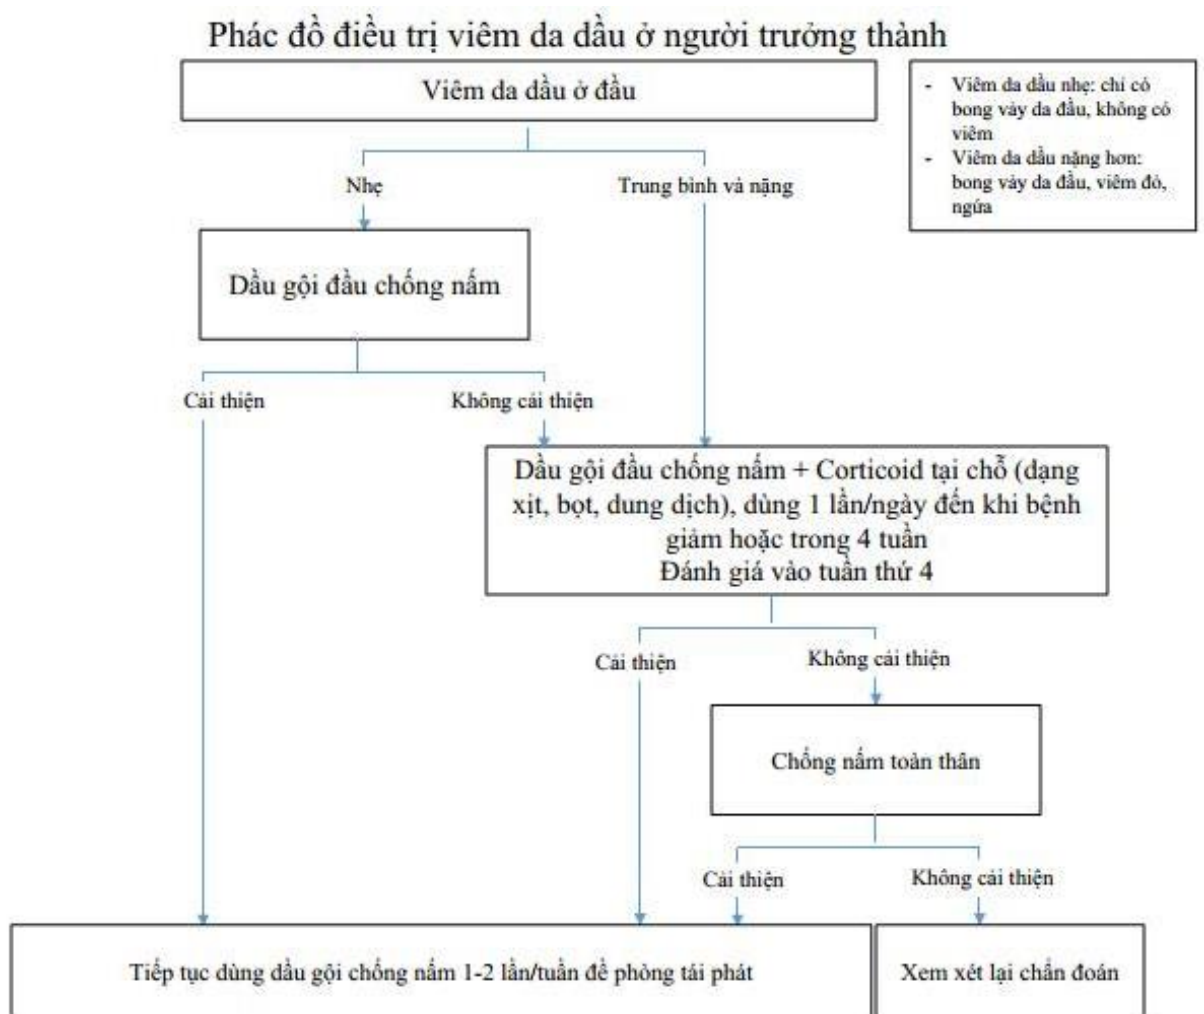 Phác đồ điều trị viêm da dầu ở người trưởng thành
Viêm da dầu ở đầu
- Viêm da dầu nhẹ: chỉ có
bong vảy da đầu, không có
viêm
- Viêm da dầu nặng hơn:
bong vảy da đầu, viêm đỏ,
ngứa
Nhẹ
Trung bình và nặng
Dầu gội đầu chống nấm
Cải thiện
Không cải thiện
Dầu gội đầu chống nấm + Corticoid tại chỗ (dạng
xịt, bọt, dung dịch), dùng 1 lần/ngày đến khi bệnh
giảm hoặc trong 4 tuần
Đánh giá vào tuần thứ 4
Cải thiện
Không cải thiện
Chống nấm toàn thân
Cải thiện
Không cải thiện
Tiếp tục dùng dầu gội chống nấm 1-2 lần/tuần để phòng tái phát
Xem xét lại chẩn đoán